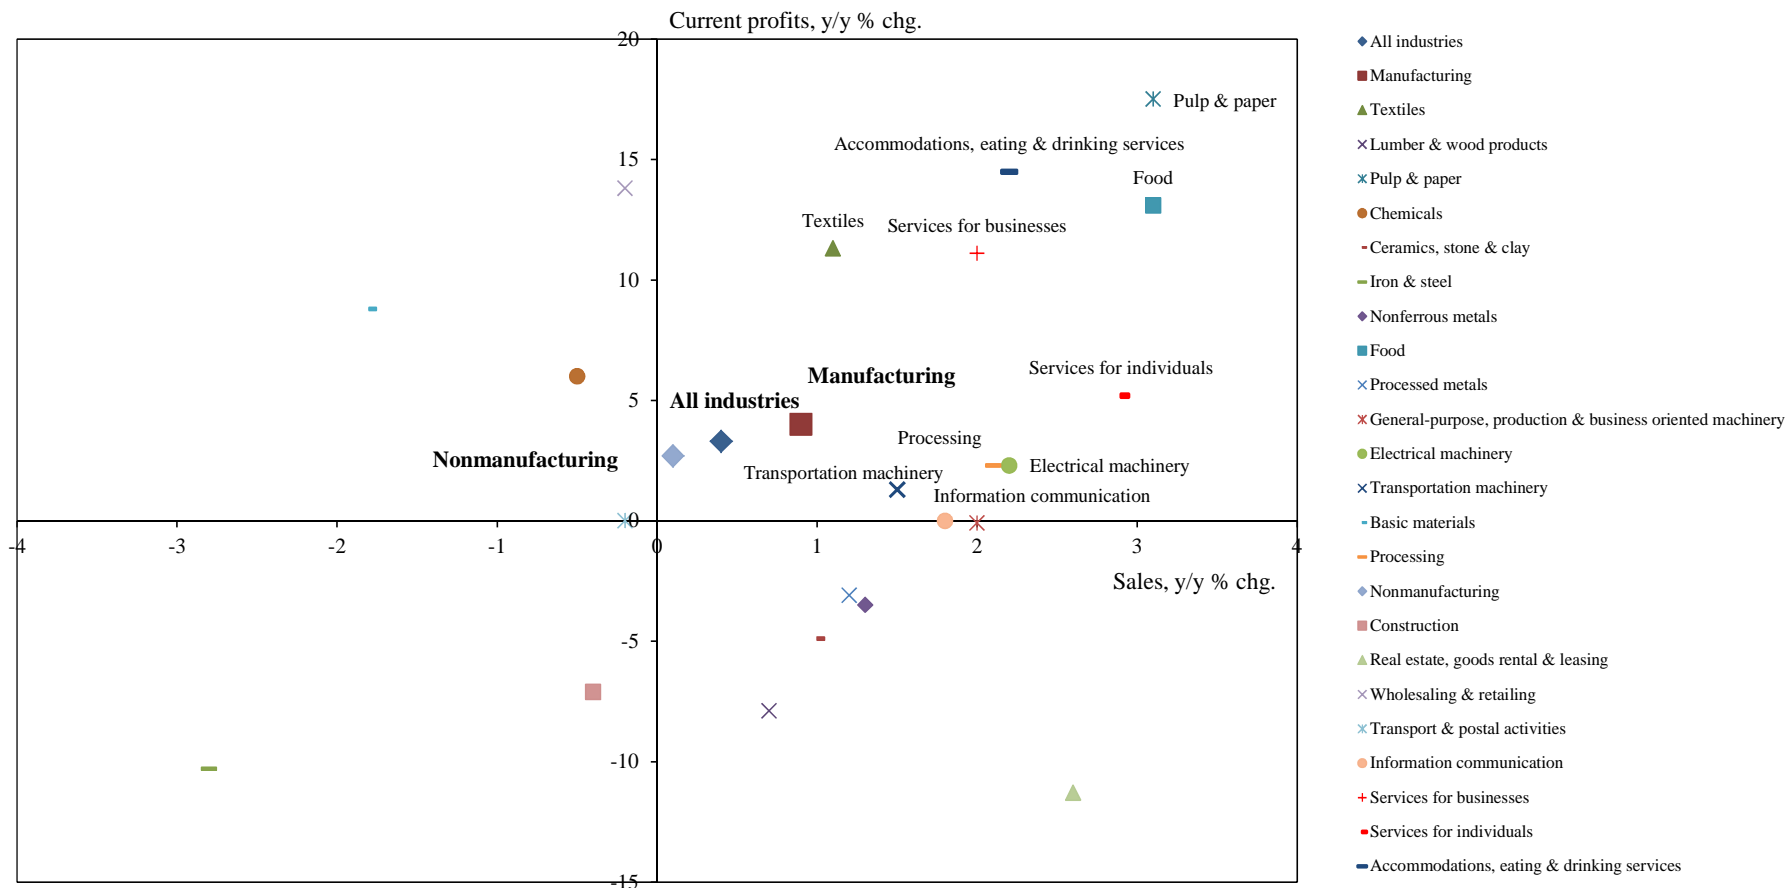 Current profits, y/y % chg.
20
15
10
5
0
-5
-10
-15
-4
-3
-2
-1
0
1
2
3
4
Sales, y/y % chg.
Pulp & paper
Accommodations, eating & drinking services
Food
Textiles
Services for businesses
Manufacturing
Services for individuals
All industries
Processing
Nonmanufacturing
Transportation machinery
Electrical machinery
Information communication
All industries
Manufacturing
Textiles
Lumber & wood products
Pulp & paper
Chemicals
Ceramics, stone & clay
Iron & steel
Nonferrous metals
Food
Processed metals
General-purpose, production & business oriented machinery
Electrical machinery
Transportation machinery
Basic materials
Processing
Nonmanufacturing
Construction
Real estate, goods rental & leasing
Wholesaling & retailing
Transport & postal activities
Information communication
Services for businesses
Services for individuals
Accommodations, eating & drinking services